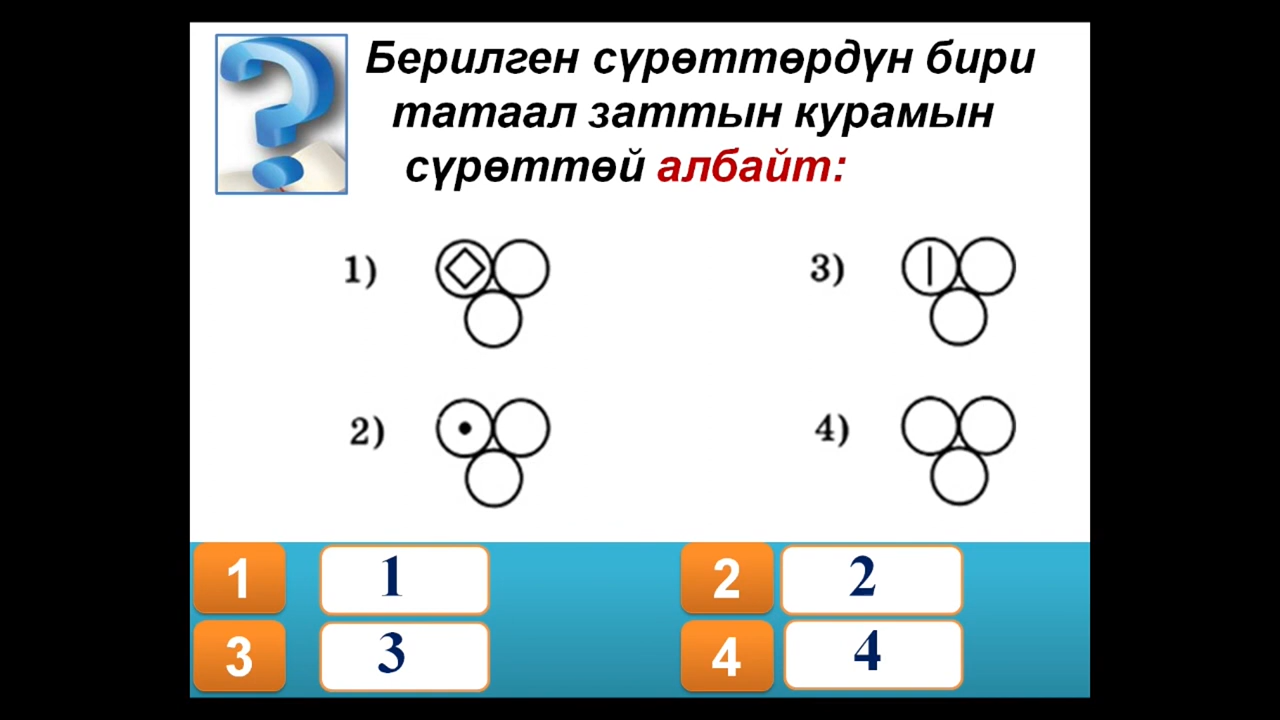 Берилген сүрөттөрдүн бири
татаал заттын курамын
сүрөттөй албайт:
1) 3)
2) 4)
1 1 2 2
3 3 4 4